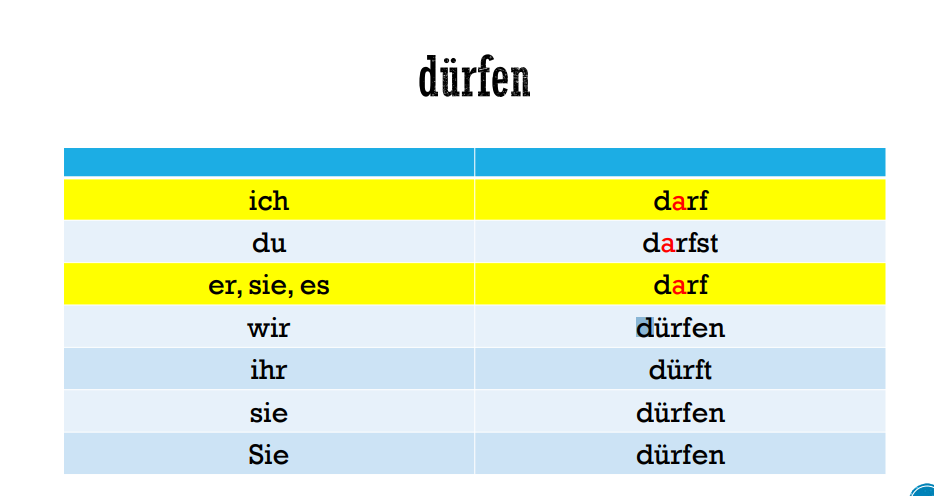 dürfen
ich darf
du darfst
er, sie, es darf
wir dürfen
ihr dürft
sie dürfen
Sie dürfen